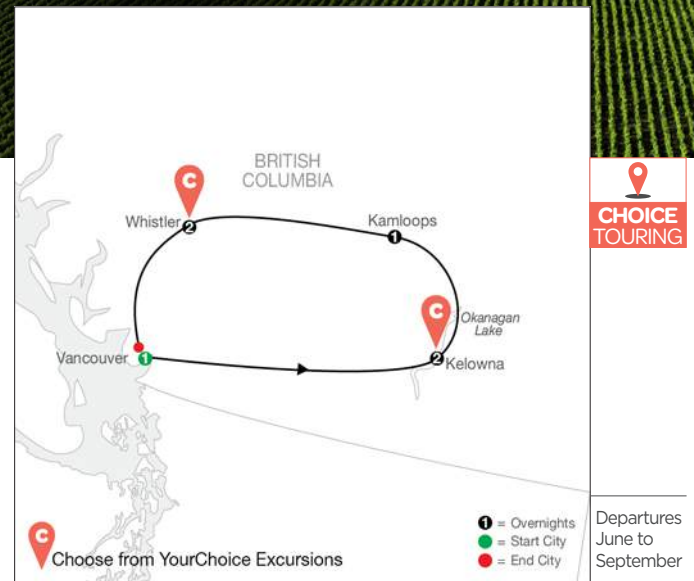 BRITISH
COLUMBIA
C
Whistler 2
Kamloops
1
CHOICE
TOURING
C
Okanagan
Lake
Vancouver 1
2 Kelowna
C
Choose from YourChoice Excursions
1 = Overnights
= Start City
= End City
Departures
June to
September